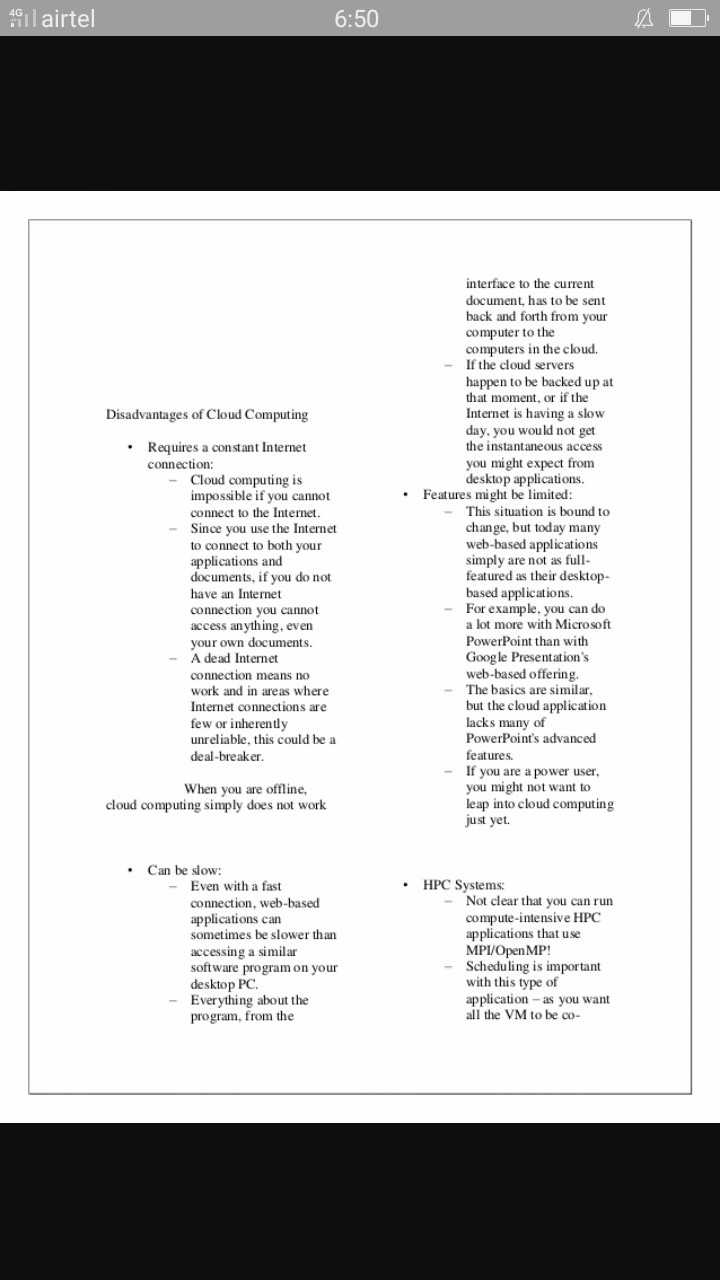 4G airtel
6:50
Disadvantages of Cloud Computing
• Requires a constant Internet
connection:
– Cloud computing is
impossible if you cannot
connect to the Internet.
– Since you use the Internet
to connect to both your
applications and
documents, if you do not
have an Internet
connection you cannot
access anything, even
your own documents.
– A dead Internet
connection means no
work and in areas where
Internet connections are
few or inherently
unreliable, this could be a
deal-breaker.
When you are offline,
cloud computing simply does not work
• Can be slow:
– Even with a fast
connection, web-based
applications can
sometimes be slower than
accessing a similar
software program on your
desktop PC.
– Everything about the
program, from the
interface to the current
document, has to be sent
back and forth from your
computer to the
computers in the cloud.
– If the cloud servers
happen to be backed up at
that moment, or if the
Internet is having a slow
day, you would not get
the instantaneous access
you might expect from
desktop applications.
• Features might be limited:
– This situation is bound to
change, but today many
web-based applications
simply are not as full-
featured as their desktop-
based applications.
– For example, you can do
a lot more with Microsoft
PowerPoint than with
Google Presentation's
web-based offering.
– The basics are similar,
but the cloud application
lacks many of
PowerPoint's advanced
features.
– If you are a power user,
you might not want to
leap into cloud computing
just yet.
• HPC Systems:
– Not clear that you can run
compute-intensive HPC
applications that use
MPI/OpenMP!
– Scheduling is important
with this type of
application – as you want
all the VM to be co-